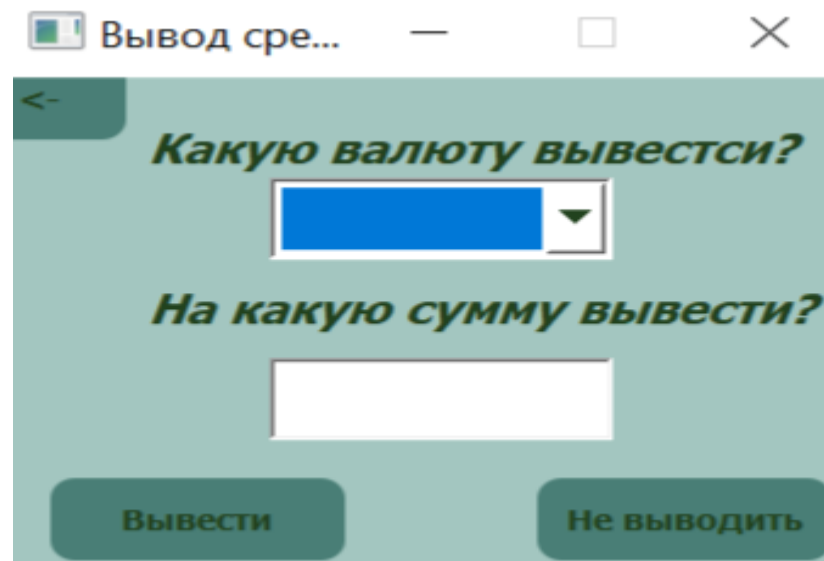 Вывод сре...
<-
Какую валюту вывестси?
На какую сумму вывести?
Вывести
Не выводить